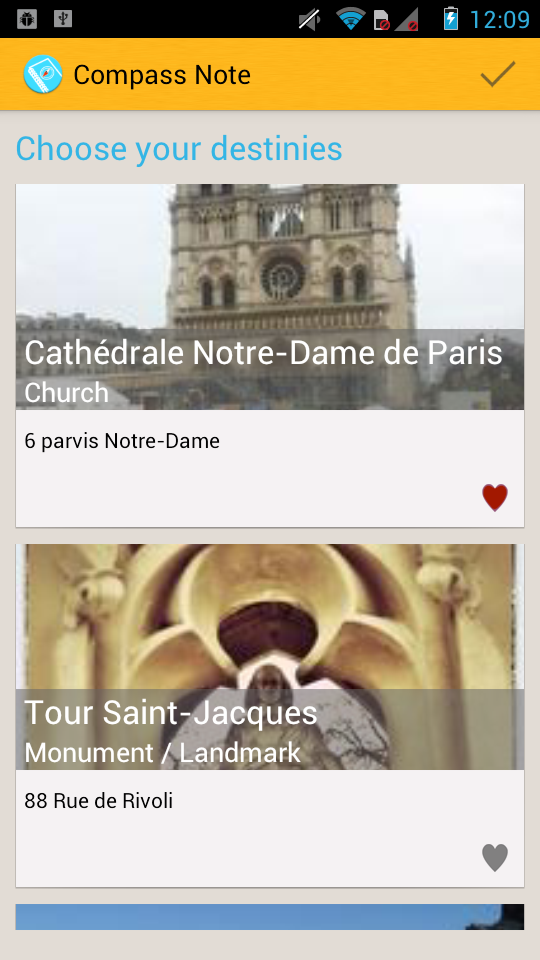 12:09
Compass Note
Choose your destinies
Cathédrale Notre-Dame de Paris
Church
6 parvis Notre-Dame
Tour Saint-Jacques
Monument / Landmark
88 Rue de Rivoli